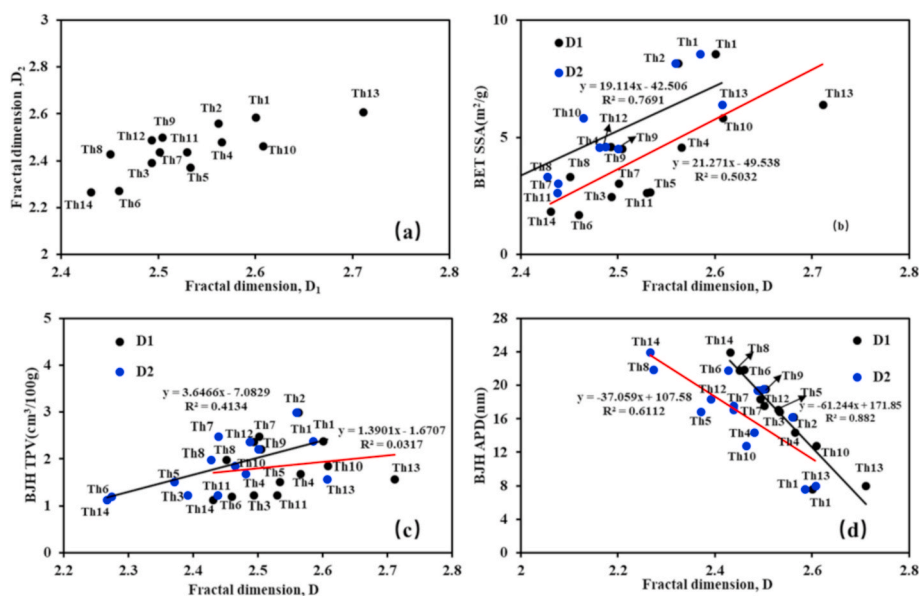 3
2.8
2.6
2.4
2.2
2
2.4
2.5
2.6
2.7
2.8
Fractal dimension ,D2
Fractal dimension, D1
Th13
Th1
Th2
Th9
Th12
Th11
Th8
Th7
Th4
Th10
Th3
Th5
Th14
Th6
(a)
10
5
0
2.4
2.5
2.6
2.7
2.8
BET SSA(m²/g)
Fractal dimension, D
D1
D2
Th1
Th1
Th2
y = 19.114x - 42.506
R² = 0.7691
Th13
Th13
Th10
Th12
Th10
Th4
Th9
Th9
Th4
Th8
Th8
Th7
Th7
y = 21.271x - 49.538
R² = 0.5032
Th5
Th11
Th3
Th11
Th14
Th6
(b)
5
4
3
2
1
0
2.2
2.3
2.4
2.5
2.6
2.7
2.8
BJH TPV(cm³/100g)
Fractal dimension, D
D1
D2
y = 3.6466x - 7.0829
R² = 0.4134
Th2
y = 1.3901x - 1.6707
R² = 0.0317
Th7
Th12
Th7
Th1
Th1
Th8
Th8
Th9
Th10
Th10
Th5
Th5
Th4
Th4
Th13
Th13
Th6
Th3
Th11
Th14
Th14
Th6
Th3
Th11
(c)
28
24
20
16
12
8
4
0
2
2.2
2.4
2.6
2.8
BJH APD(nm)
Fractal dimension, D
D1
D2
Th14
Th14
Th8
Th8
Th6
Th6
Th9
Th12
Th12
Th5
Th5
Th7
Th7
Th3
Th2
y = -37.059x + 107.58
R² = 0.6112
y = -61.244x + 171.85
R² = 0.882
Th4
Th4
Th10
Th10
Th13
Th13
Th1
Th1
(d)